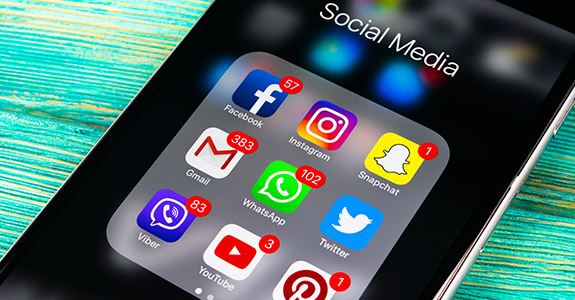 Social Media
57
Facebook
Instagram
1
Snapchat
383
Gmail
102
WhatsApp
Twitter
83
Viber
3
YouTube
1